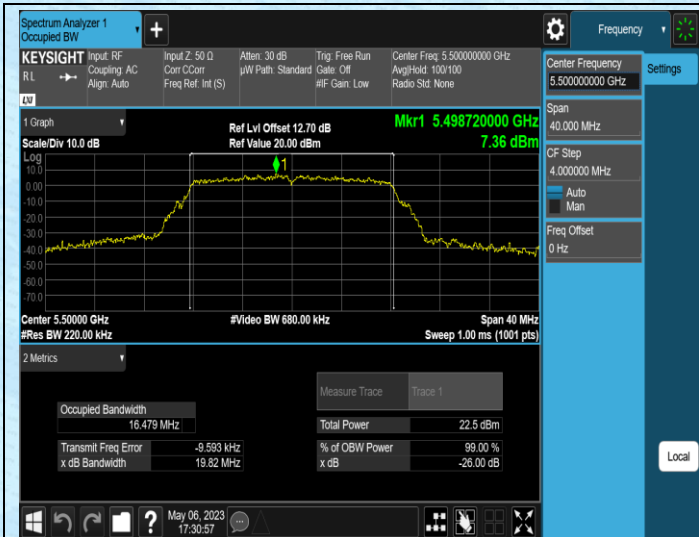 Spectrum Analyzer 1
Occupied BW
+
Frequency
KEYSIGHT
R L
LXI
Input: RF
Coupling: AC
Align: Auto
Input Z: 50 Ω
Corr CCorr
Freq Ref: Int (S)
Atten: 30 dB
µW Path: Standard
Trig: Free Run
Gate: Off
#IF Gain: Low
Center Freq: 5.500000000 GHz
Avg|Hold: 100/100
Radio Std: None
Center Frequency
5.500000000 GHz
Settings
Span
40.000 MHz
CF Step
4.000000 MHz
Auto
Man
Freq Offset
0 Hz
Local
1 Graph
Scale/Div 10.0 dB
Ref Lvl Offset 12.70 dB
Ref Value 20.00 dBm
Mkr1 5.498720000 GHz
7.36 dBm
Log
1
10.0
0.00
-10.0
-20.0
-30.0
-40.0
-50.0
-60.0
-70.0
Center 5.50000 GHz
#Res BW 220.00 kHz
#Video BW 680.00 kHz
Span 40 MHz
Sweep 1.00 ms (1001 pts)
2 Metrics
Measure Trace
Trace 1
Occupied Bandwidth
16.479 MHz
Total Power
22.5 dBm
Transmit Freq Error
-9.593 kHz
% of OBW Power
99.00 %
x dB Bandwidth
19.82 MHz
x dB
-26.00 dB
?
May 06, 2023
17:30:57